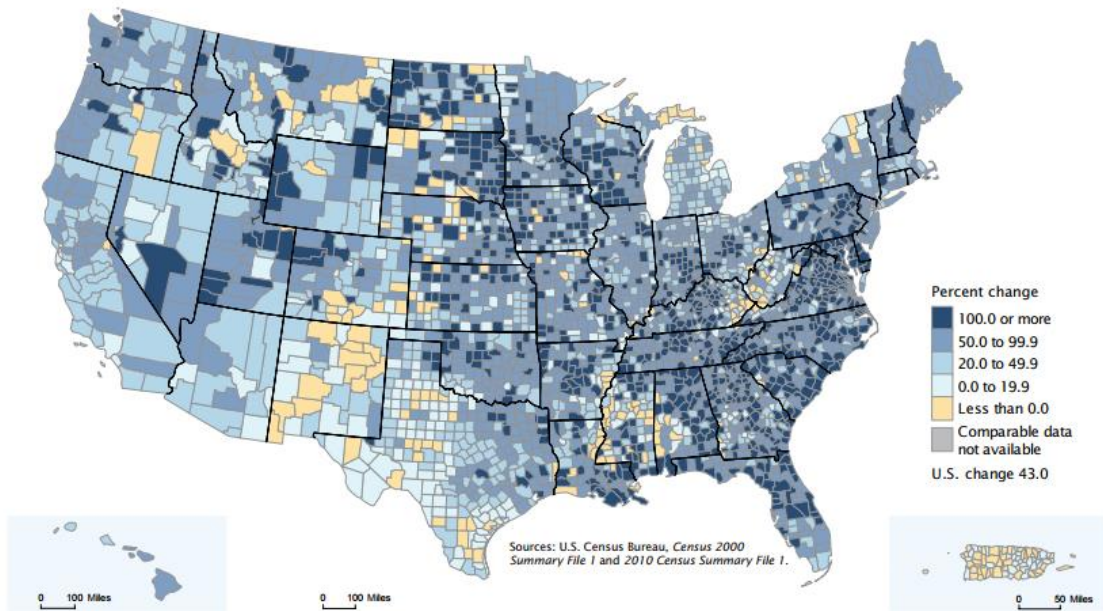 Percent change
100.0 or more
50.0 to 99.9
20.0 to 49.9
0.0 to 19.9
Less than 0.0
Comparable data
not available
U.S. change 43.0
Sources: U.S. Census Bureau, Census 2000
Summary File 1 and 2010 Census Summary File 1.
0 100 Miles
0 100 Miles
0 50 Miles